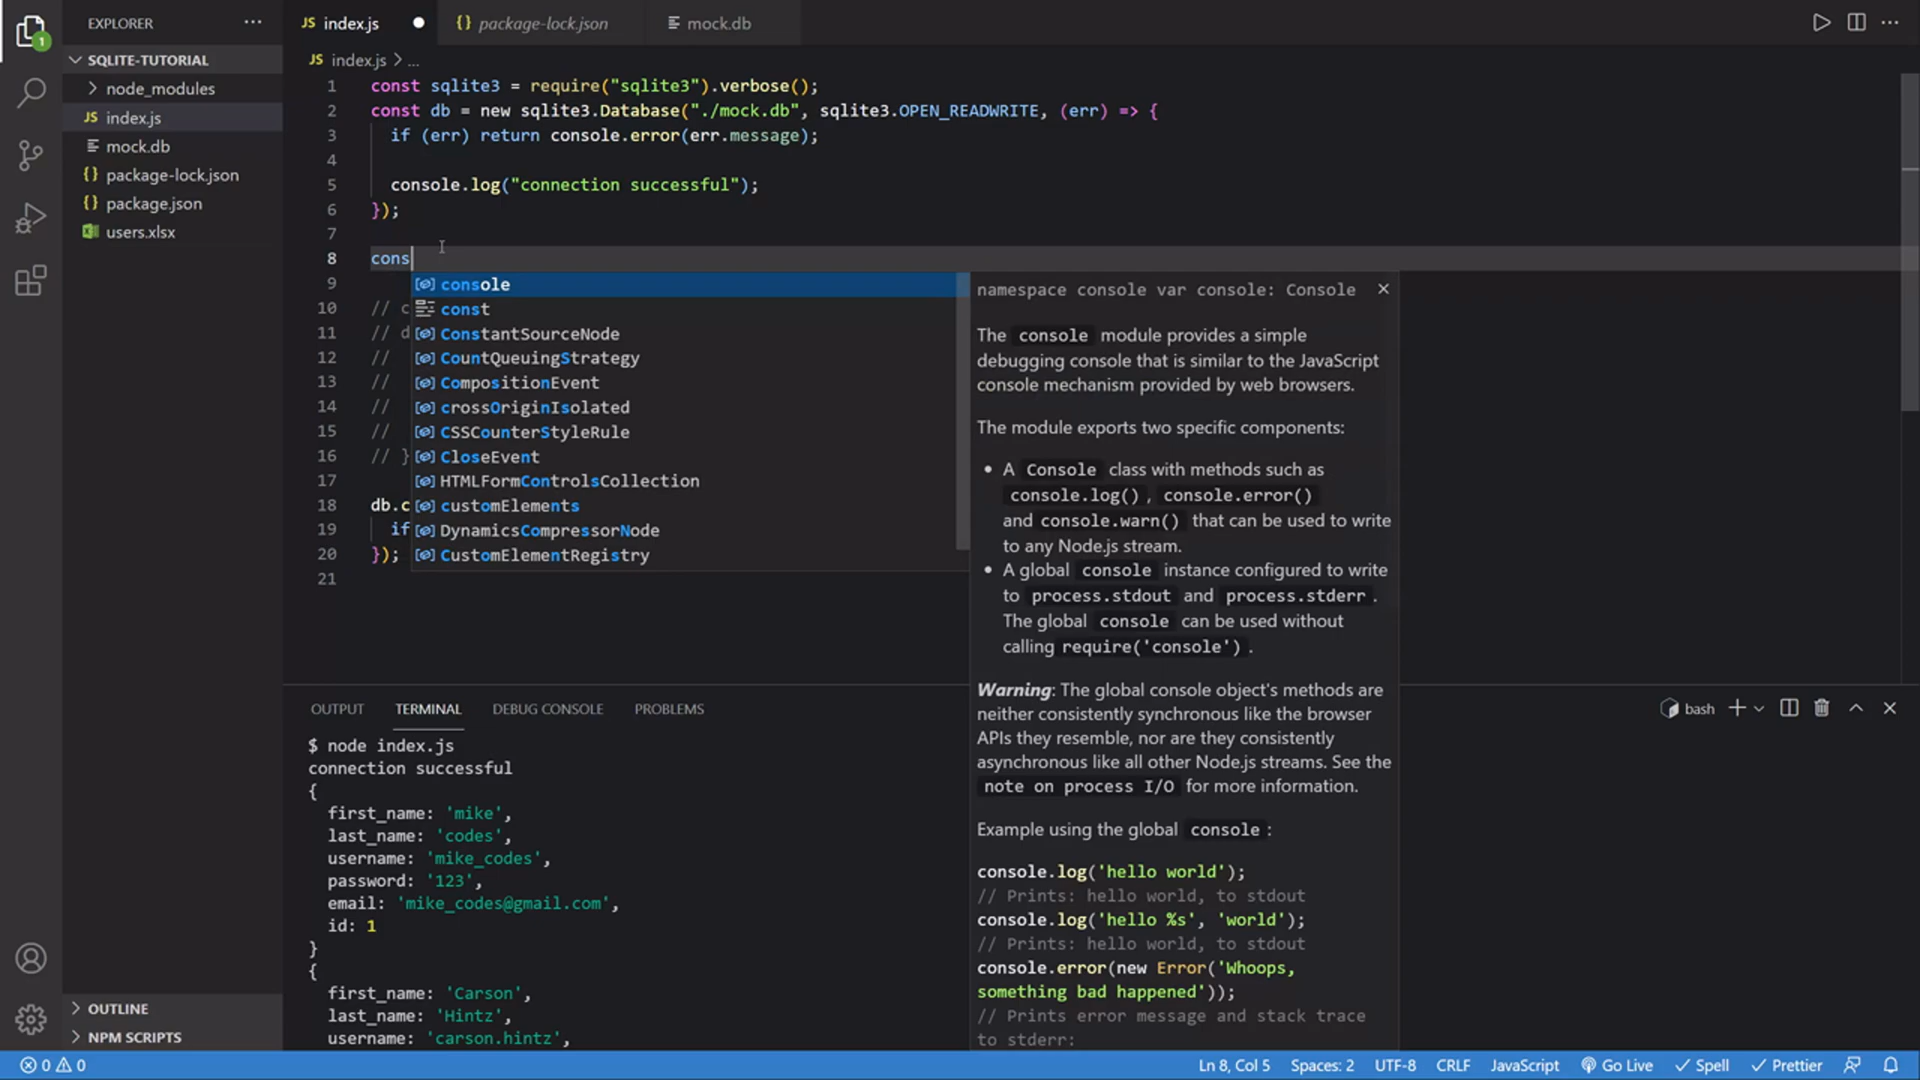 EXPLORER
SQLITE-TUTORIAL
node_modules
JS index.js
mock.db
{} package-lock.json
{} package.json
users.xlsx
OUTLINE
NPM SCRIPTS
1
JS index.js
{} package-lock.json
mock.db
JS index.js > ...
1 const sqlite3 = require("sqlite3").verbose();
2 const db = new sqlite3.Database("./mock.db", sqlite3.OPEN_READWRITE, (err) => {
3 if (err) return console.error(err.message);
4
5 console.log("connection successful");
6 });
7
8 cons
9
10 // c
11 // d
12 //
13 //
14 //
15 //
16 // }
17
18 db.c
19 if
20 });
21
console
const
ConstantSourceNode
CountQueuingStrategy
CompositionEvent
crossOriginIsolated
CSSCounterStyleRule
CloseEvent
HTMLFormControlsCollection
customElements
DynamicsCompressorNode
CustomElementRegistry
namespace console var console: Console
The console module provides a simple
debugging console that is similar to the JavaScript
console mechanism provided by web browsers.
The module exports two specific components:
• A Console class with methods such as
console.log() , console.error()
and console.warn() that can be used to write
to any Node.js stream.
• A global console instance configured to write
to process.stdout and process.stderr .
The global console can be used without
calling require('console') .
Warning: The global console object's methods are
neither consistently synchronous like the browser
APIs they resemble, nor are they consistently
asynchronous like all other Node.js streams. See the
note on process I/O for more information.
Example using the global console :
console.log('hello world');
// Prints: hello world, to stdout
console.log('hello %s', 'world');
// Prints: hello world, to stdout
console.error(new Error('Whoops,
something bad happened'));
// Prints error message and stack trace
to stderr:
OUTPUT TERMINAL DEBUG CONSOLE PROBLEMS
bash
$ node index.js
connection successful
{
first_name: 'mike',
last_name: 'codes',
username: 'mike_codes',
password: '123',
email: 'mike_codes@gmail.com',
id: 1
}
{
first_name: 'Carson',
last_name: 'Hintz',
username: 'carson.hintz',
0 0 Ln 8, Col 5 Spaces: 2 UTF-8 CRLF JavaScript Go Live Spell Prettier